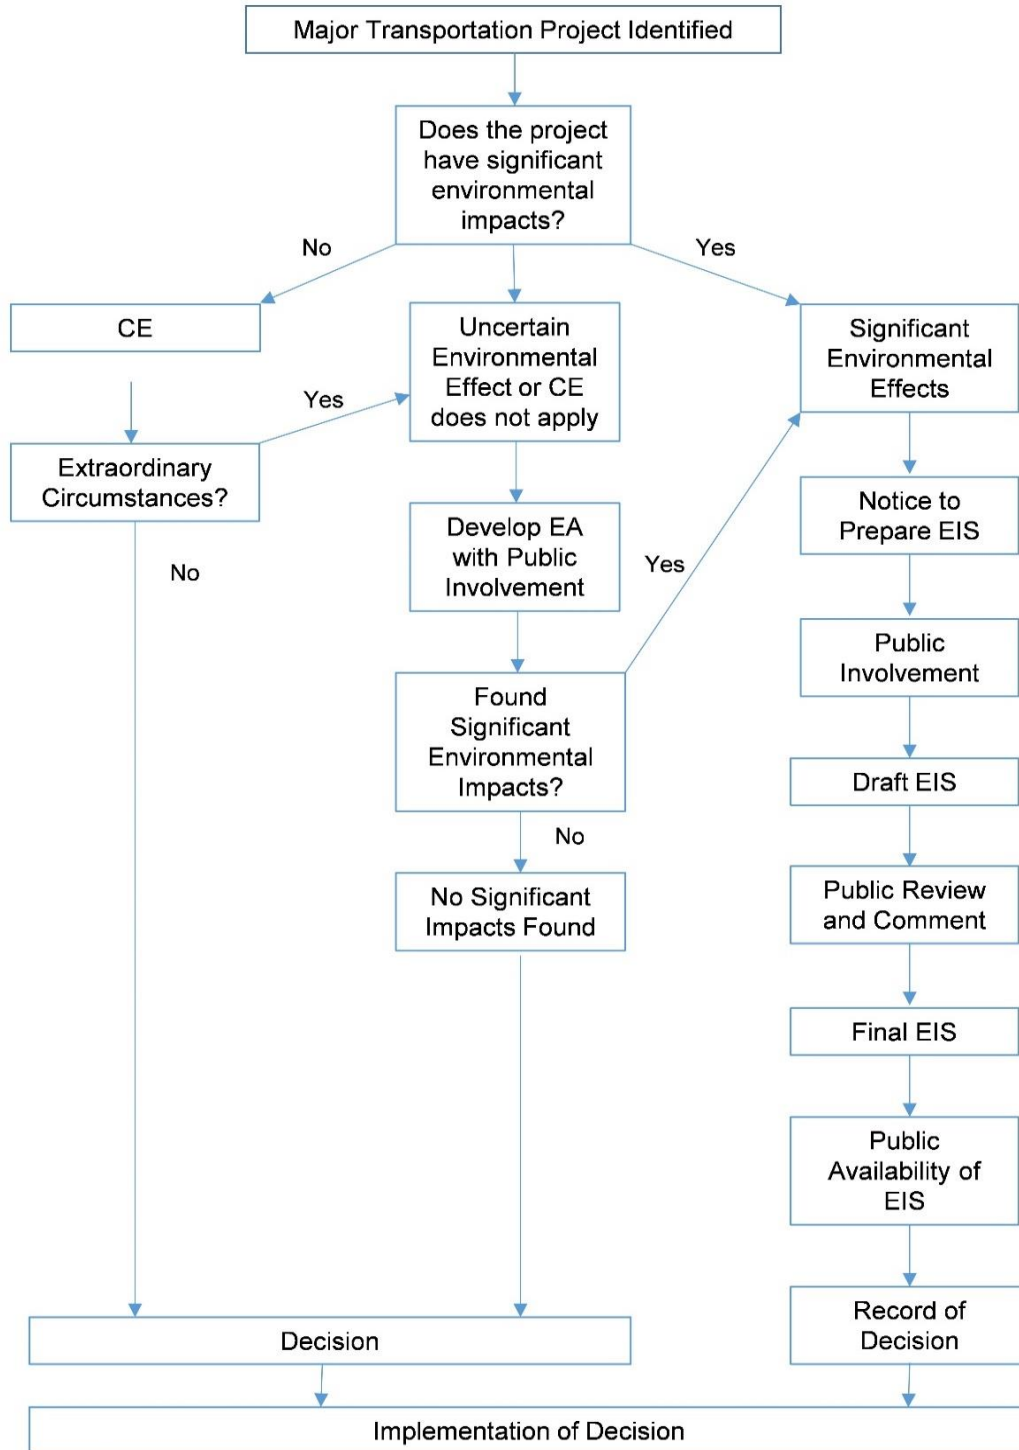 Major Transportation Project Identified
Does the project
have significant
environmental
impacts?
No
Yes
CE
Uncertain
Environmental
Effect or CE
does not apply
Significant
Environmental
Effects
Yes
Extraordinary
Circumstances?
No
Develop EA
with Public
Involvement
Yes
Notice to
Prepare EIS
Public
Involvement
Found
Significant
Environmental
Impacts?
No
Draft EIS
No Significant
Impacts Found
Public Review
and Comment
Final EIS
Public
Availability of
EIS
Decision
Record of
Decision
Implementation of Decision